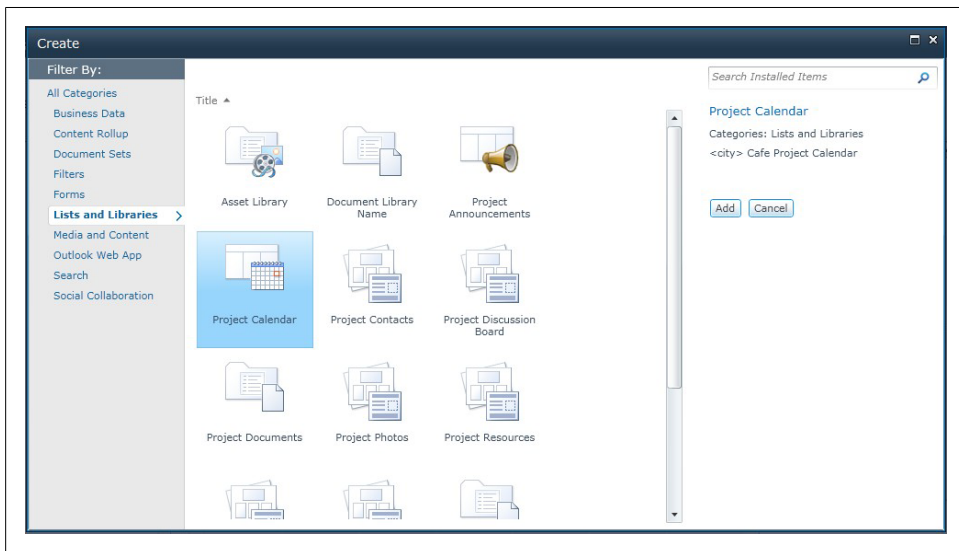 Create
Filter By:
All Categories
Business Data
Content Rollup
Document Sets
Filters
Forms
Lists and Libraries
Media and Content
Outlook Web App
Search
Social Collaboration
Title
Asset Library
Document Library
Name
Project
Announcements
Project Calendar
Project Contacts
Project Discussion
Board
Project Documents
Project Photos
Project Resources
Search Installed Items
Project Calendar
Categories: Lists and Libraries
<city> Cafe Project Calendar
Add
Cancel